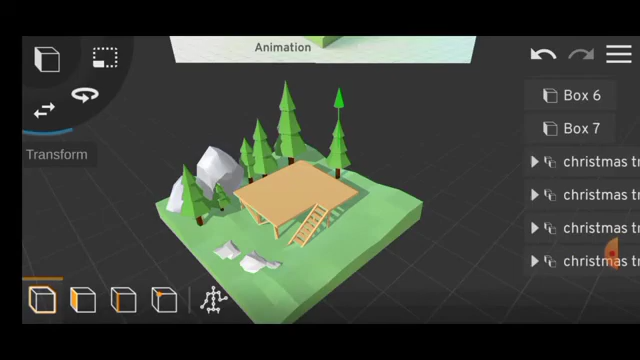 Animation
Box 6
Box 7
Transform
christmas tr
christmas tr
christmas tr
christmas tr